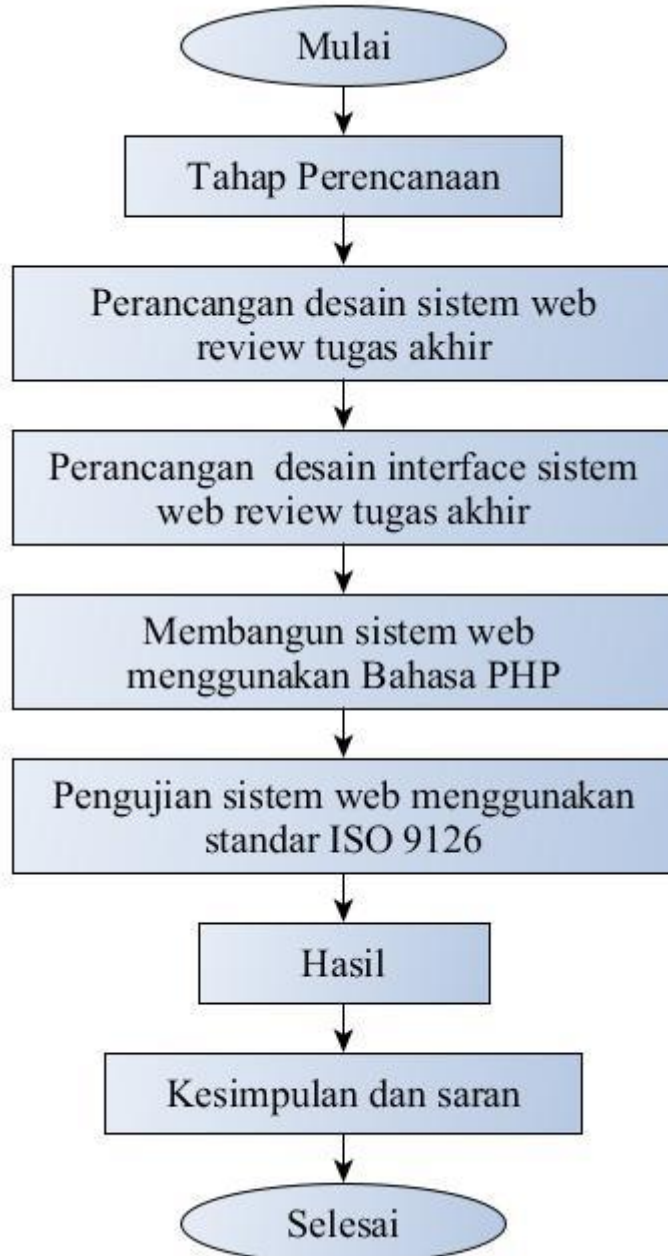 Mulai
Tahap Perencanaan
Perancangan desain sistem web
review tugas akhir
Perancangan desain interface sistem
web review tugas akhir
Membangun sistem web
menggunakan Bahasa PHP
Pengujian sistem web menggunakan
standar ISO 9126
Hasil
Kesimpulan dan saran
Selesai